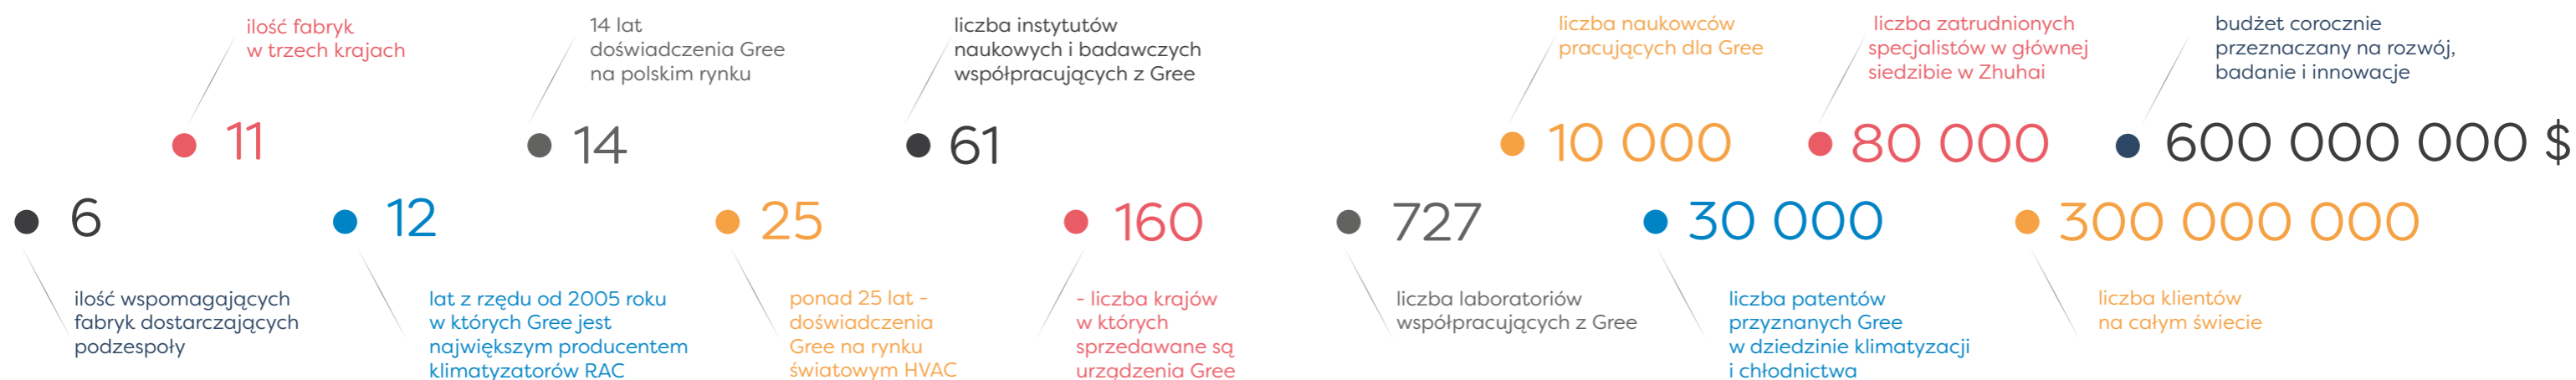 ilość fabryk
w trzech krajach
11
14 lat
doświadczenia Gree
na polskim rynku
14
liczba instytutów
naukowych i badawczych
współpracujących z Gree
61
liczba naukowców
pracujących dla Gree
10 000
liczba zatrudnionych
specjalistów w głównej
siedzibie w Zhuhai
80 000
budżet corocznie
przeznaczany na rozwój,
badanie i innowacje
600 000 000 $
6
ilość wspomagających
fabryk dostarczających
podzespoły
12
lat z rzędu od 2005 roku
w których Gree jest
największym producentem
klimatyzatorów RAC
25
ponad 25 lat -
doświadczenia
Gree na rynku
światowym HVAC
160
- liczba krajów
w których
sprzedawane są
urządzenia Gree
727
liczba laboratoriów
współpracujących z Gree
30 000
liczba patentów
przyznanych Gree
w dziedzinie klimatyzacji
i chłodnictwa
300 000 000
liczba klientów
na całym świecie